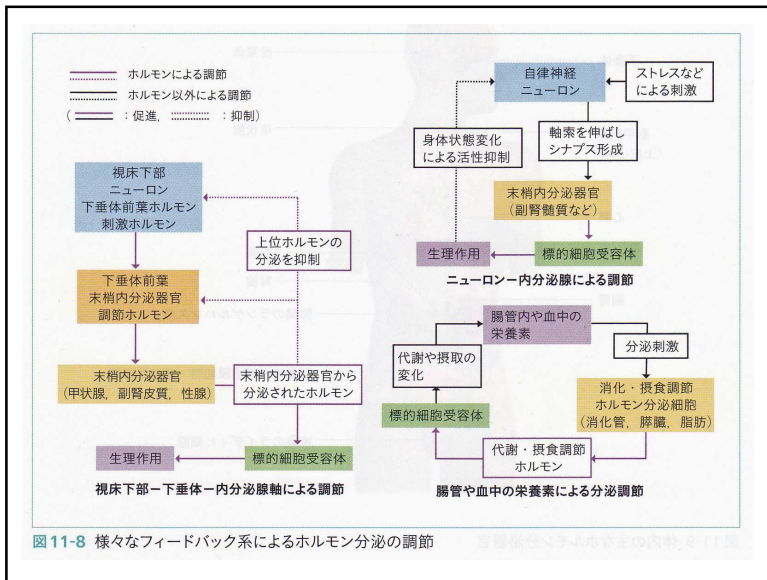 ホルモンによる調節
ホルモン以外による調節
( :促進, :抑制)
視床下部
ニューロン
下垂体前葉ホルモン
刺激ホルモン
下垂体前葉
末梢内分泌器官
調節ホルモン
末梢内分泌器官
(甲状腺，副腎皮質，性腺)
上位ホルモンの
分泌を抑制
末梢内分泌器官から
分泌されたホルモン
生理作用
標的細胞受容体
視床下部−下垂体−内分泌腺軸による調節
自律神経
ニューロン
ストレスなど
による刺激
身体状態変化
による活性抑制
軸索を伸ばし
シナプス形成
末梢内分泌器官
(副腎髄質など)
生理作用
標的細胞受容体
ニューロン−内分泌腺による調節
腸管内や血中の
栄養素
代謝や摂取の
変化
分泌刺激
標的細胞受容体
消化・摂食調節
ホルモン分泌細胞
(消化管，膵臓，脂肪)
代謝・摂食調節
ホルモン
腸管や血中の栄養素による分泌調節
図11-8 様々なフィードバック系によるホルモン分泌の調節